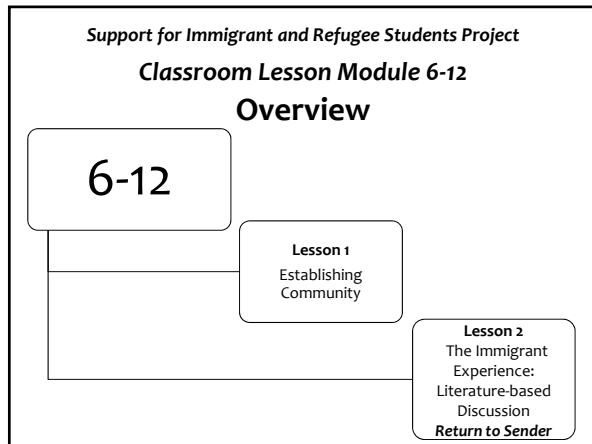 Support for Immigrant and Refugee Students Project
Classroom Lesson Module 6-12
Overview
6-12
Lesson 1
Establishing
Community
Lesson 2
The Immigrant
Experience:
Literature-based
Discussion
Return to Sender